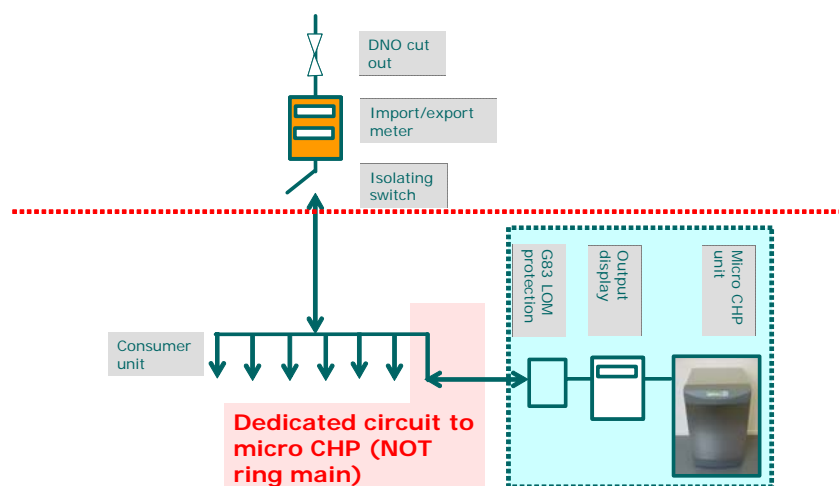 DNO cut
out
Import/export
meter
Isolating
switch
G83 LOM
protection
Output
display
Micro CHP
unit
Consumer
unit
Dedicated circuit to
micro CHP (NOT
ring main)